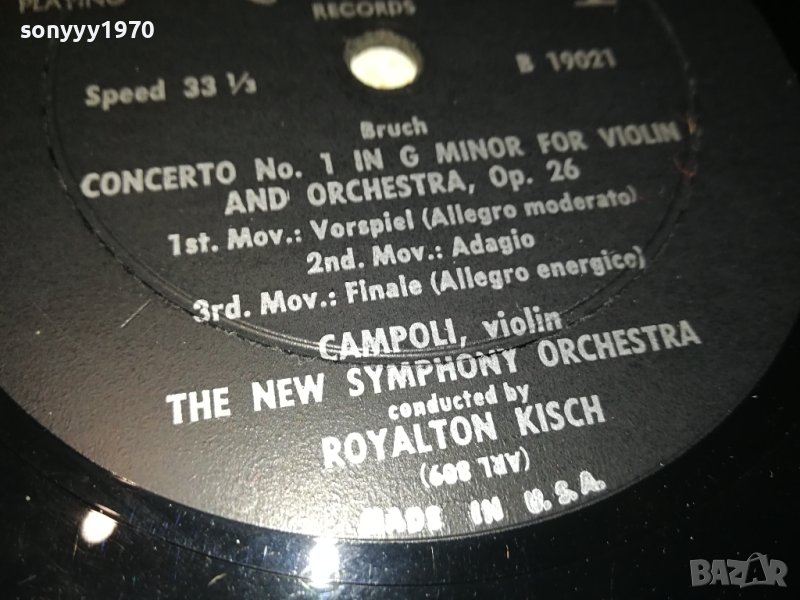 sonyyy1970
PLAYING
RECORDS
Speed 33 ⅓
B 19021
Bruch
CONCERTO No. 1 IN G MINOR FOR VIOLIN
AND ORCHESTRA, Op. 26
1st. Mov.: Vorspiel (Allegro moderato)
2nd. Mov.: Adagio
3rd. Mov.: Finale (Allegro energico)
CAMPOLI, violin
THE NEW SYMPHONY ORCHESTRA
conducted by
ROYALTON KISCH
(ARL 809)
MADE IN U.S.A.
BAZAR